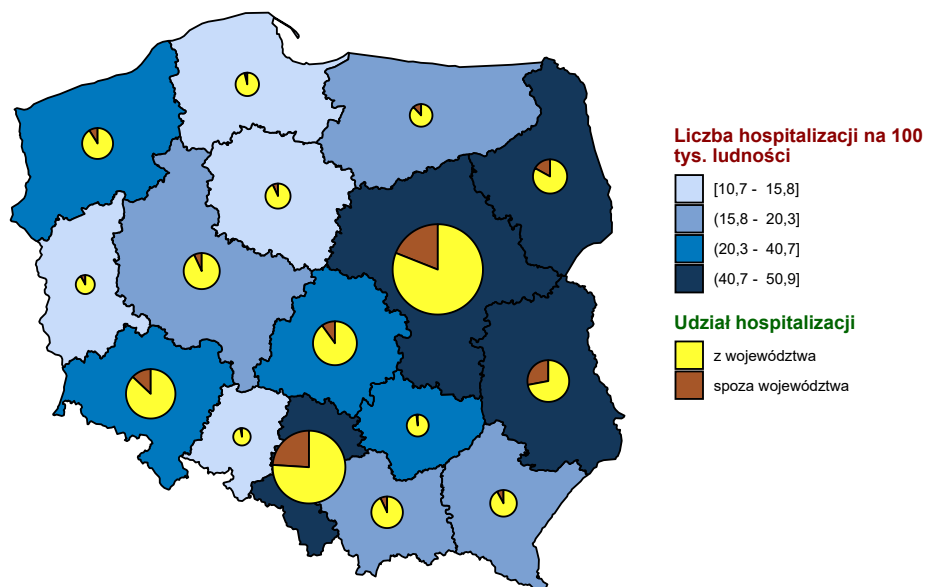 Liczba hospitalizacji na 100
tys. ludności
[10,7 - 15,8]
(15,8 - 20,3]
(20,3 - 40,7]
(40,7 - 50,9]
Udział hospitalizacji
z województwa
spoza województwa